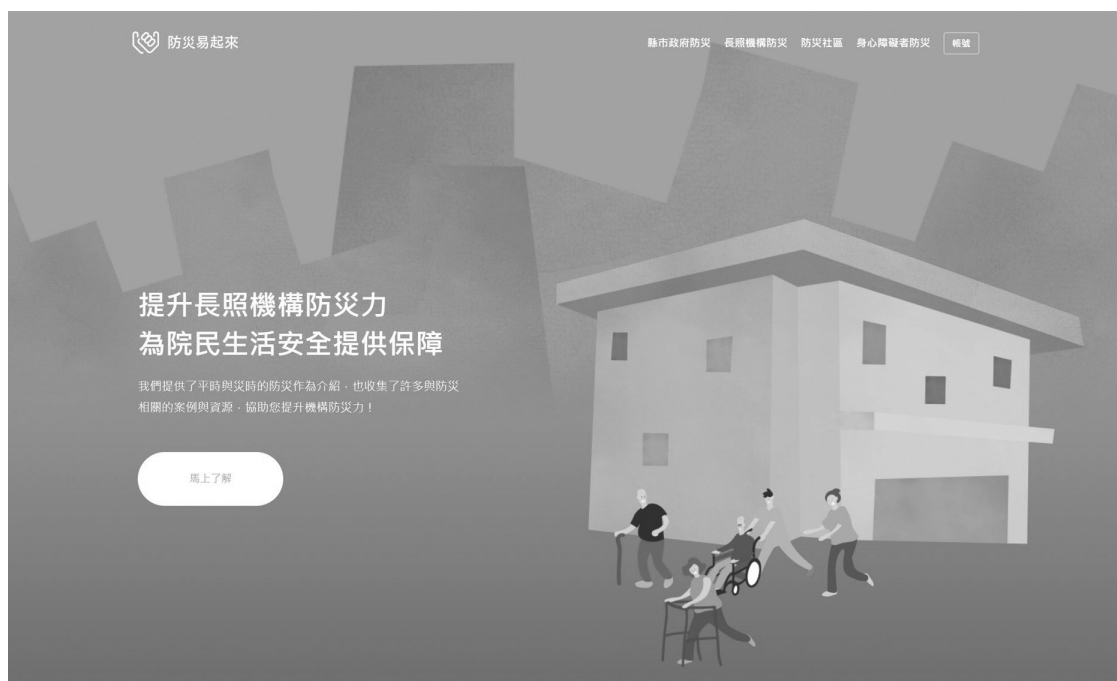 防災易起來
縣市政府防災 長照機構防災 防災社區 身心障礙者防災 帳號
提升長照機構防災力
為院民生活安全提供保障
我們提供了平時與災時的防災作為介紹，也收集了許多與防災
相關的案例與資源，協助您提升機構防災力！
馬上了解